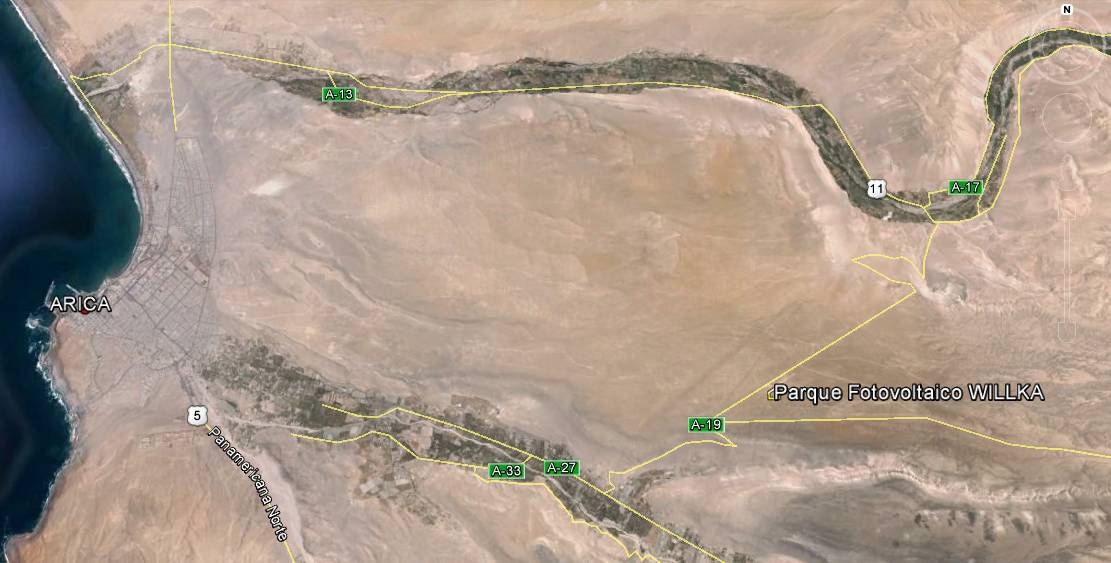 N
A-13
11
A-17
ARICA
Parque Fotovoltaico WILLKA
5
A-19
Panamericana Norte
A-33
A-27